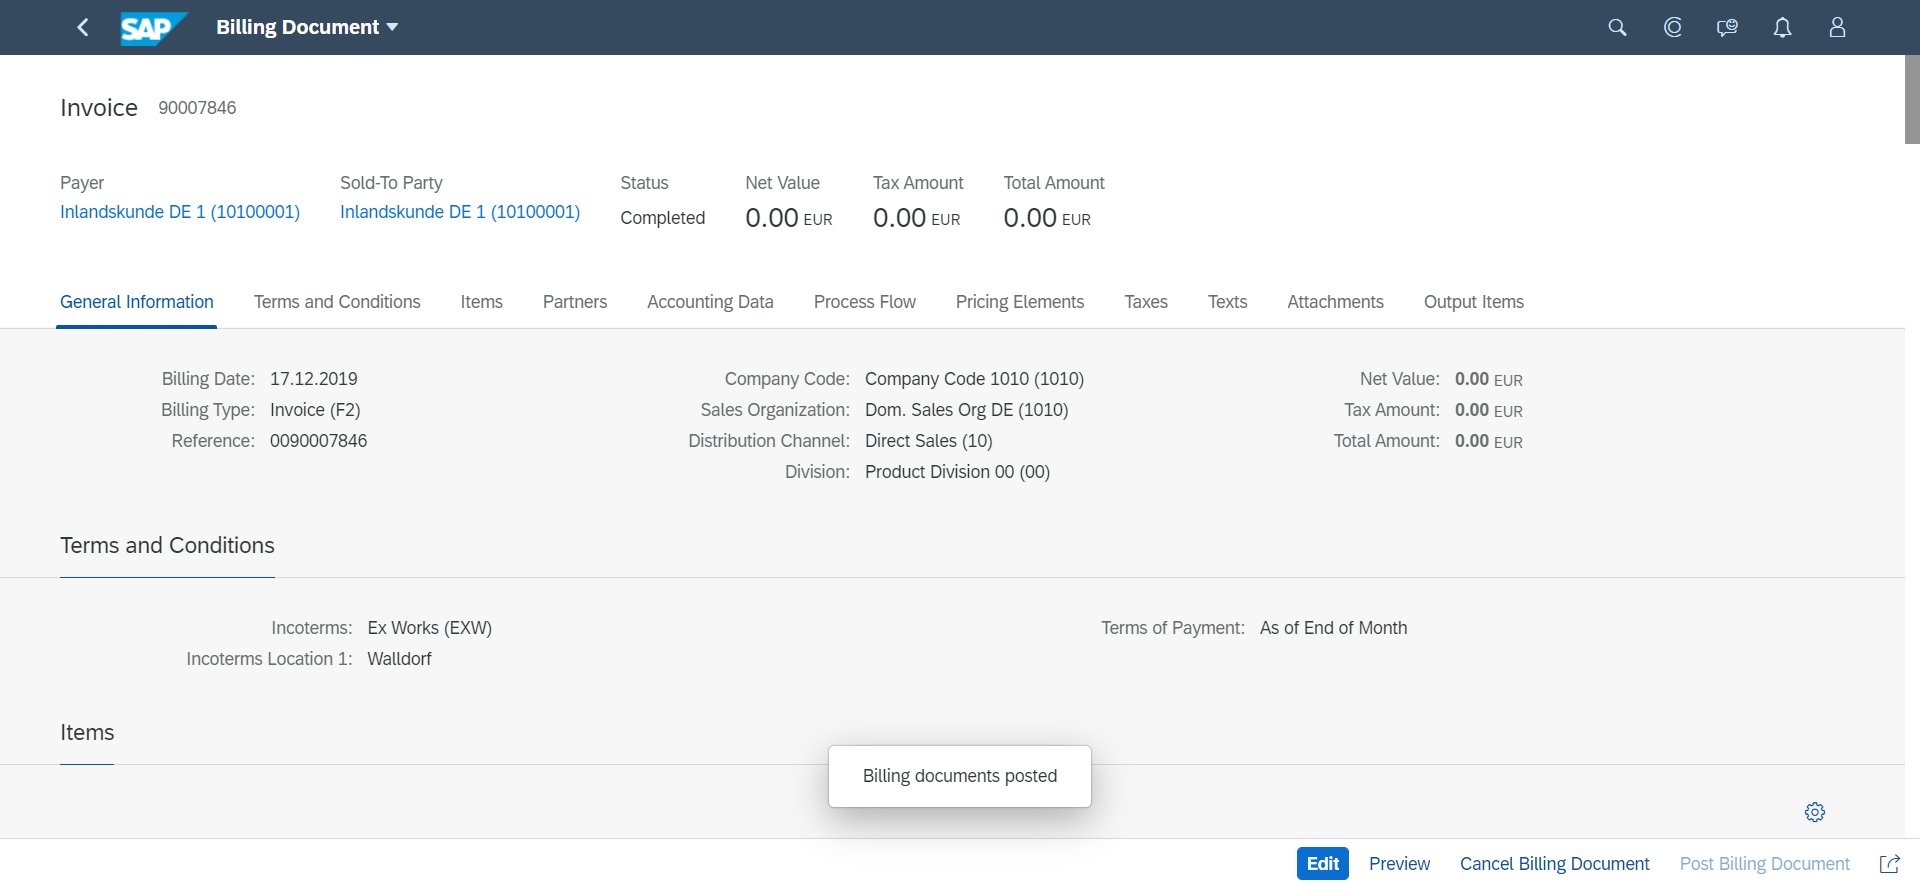 SAP Billing Document
Invoice 90007846
Payer Sold-To Party Status Net Value Tax Amount Total Amount
Inlandskunde DE 1 (10100001) Inlandskunde DE 1 (10100001) Completed 0.00 EUR 0.00 EUR 0.00 EUR
General Information Terms and Conditions Items Partners Accounting Data Process Flow Pricing Elements Taxes Texts Attachments Output Items
Billing Date: 17.12.2019 Company Code: Company Code 1010 (1010) Net Value: 0.00 EUR
Billing Type: Invoice (F2) Sales Organization: Dom. Sales Org DE (1010) Tax Amount: 0.00 EUR
Reference: 0090007846 Distribution Channel: Direct Sales (10) Total Amount: 0.00 EUR
Division: Product Division 00 (00)
Terms and Conditions
Incoterms: Ex Works (EXW) Terms of Payment: As of End of Month
Incoterms Location 1: Walldorf
Items
Billing documents posted
Edit Preview Cancel Billing Document Post Billing Document